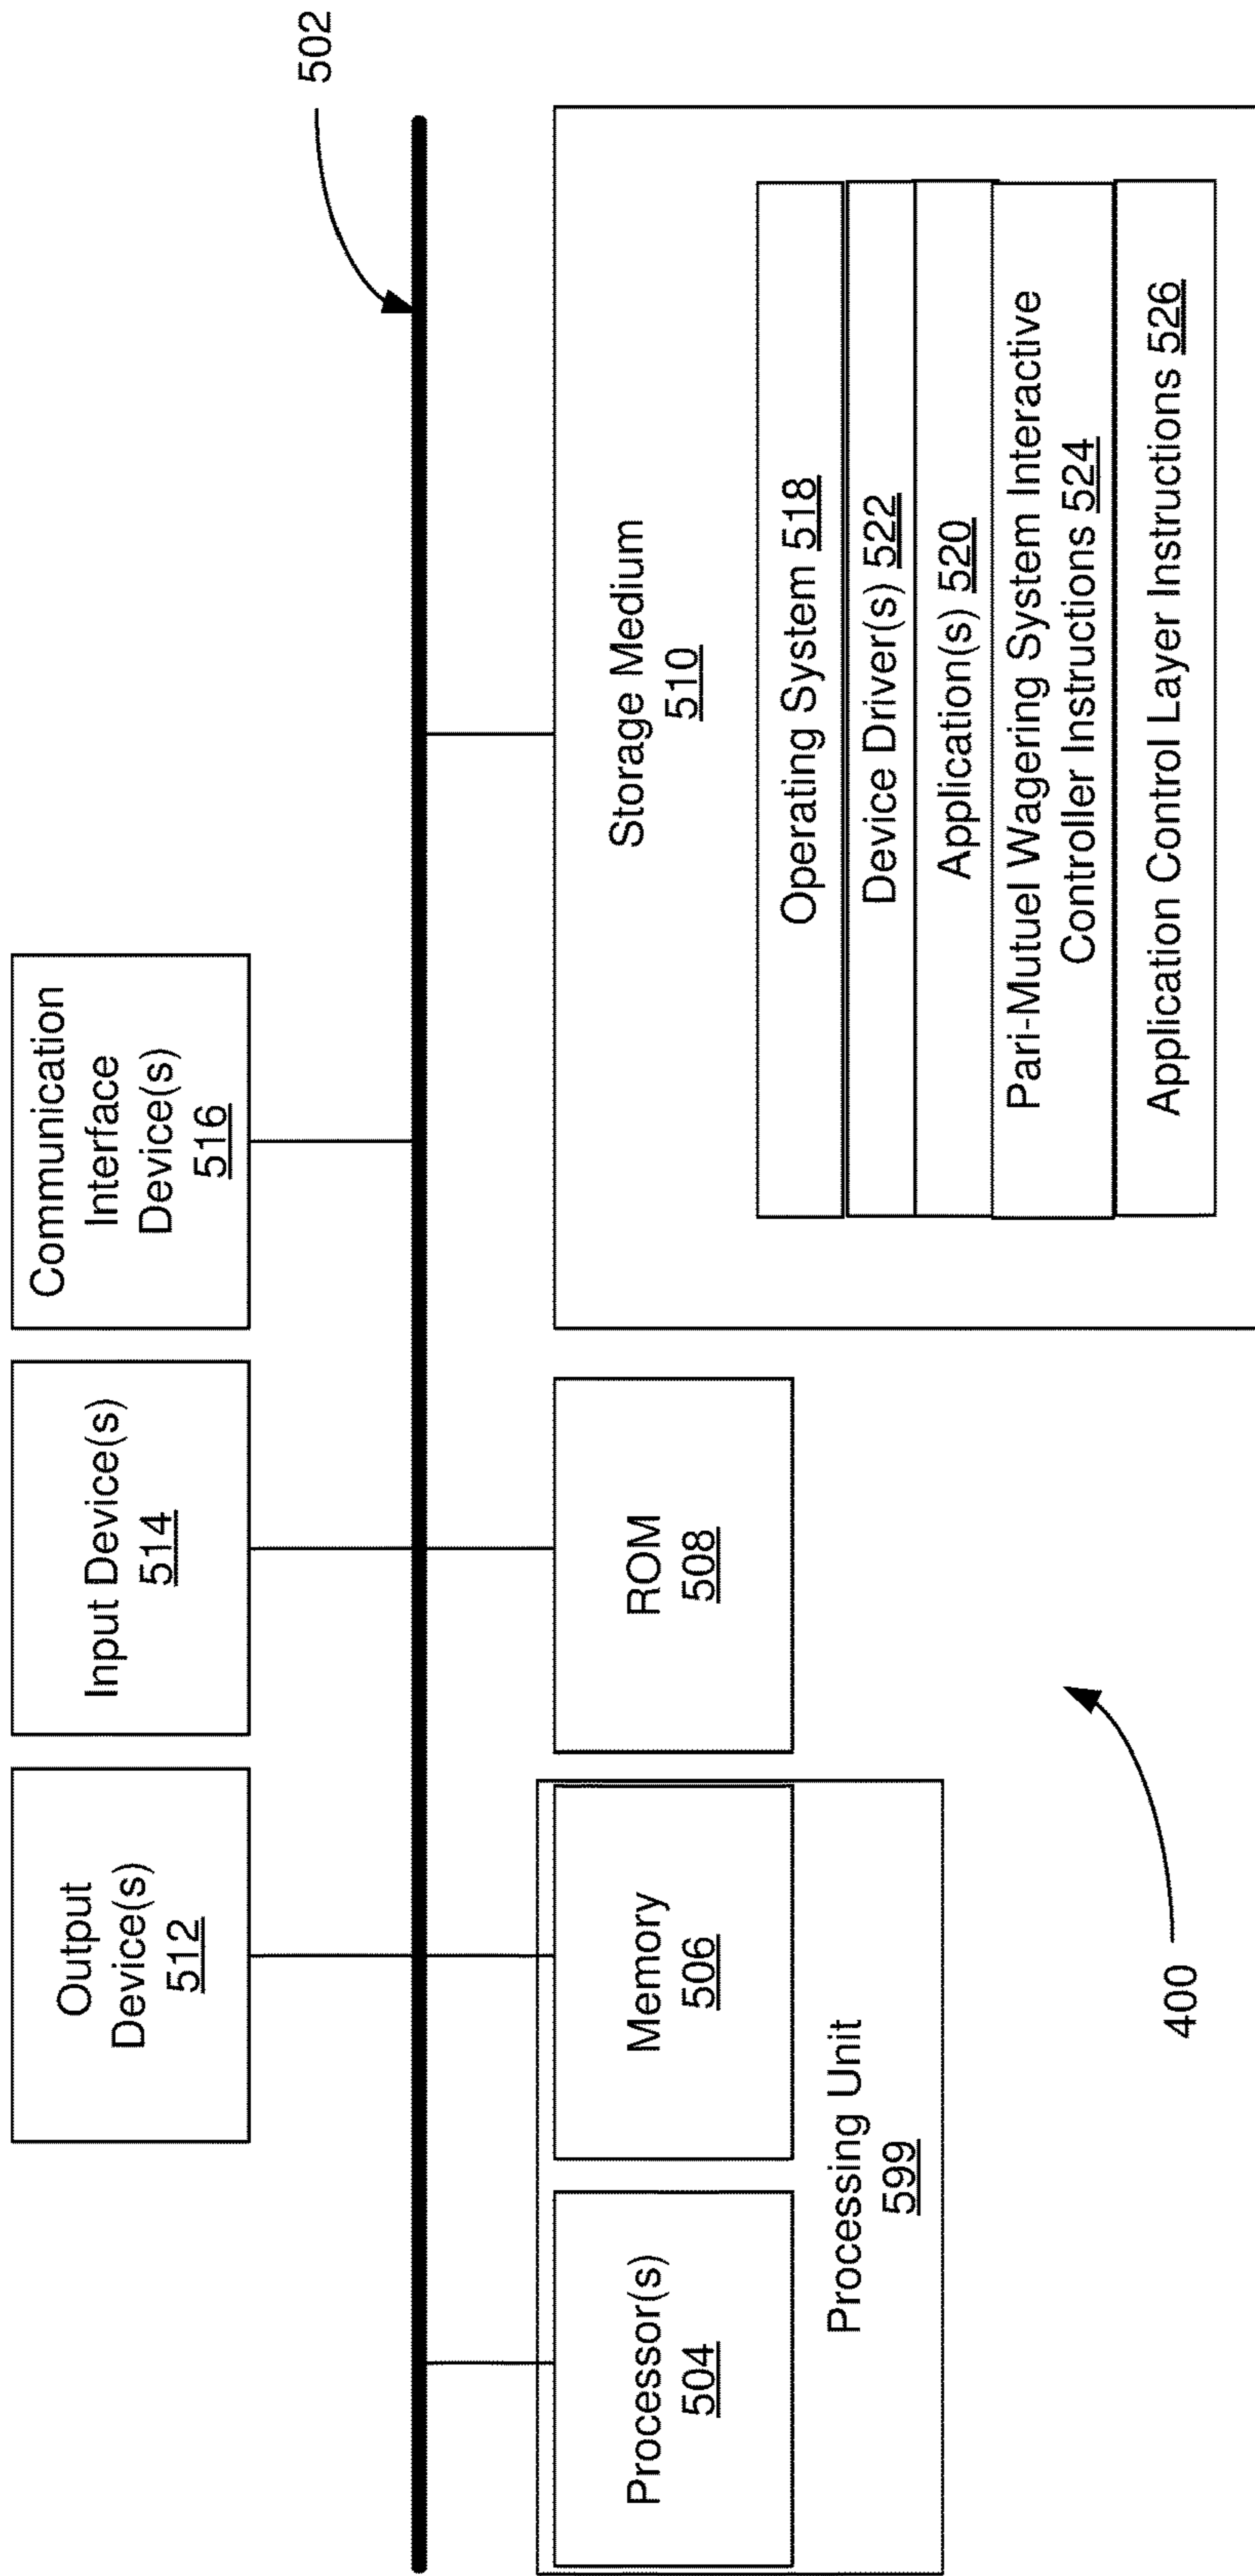 502
Output
Device(s)
512
Input Device(s)
514
Communication
Interface
Device(s)
516
Processor(s)
504
Memory
506
Processing Unit
599
ROM
508
Storage Medium
510
Operating System 518
Device Driver(s) 522
Application(s) 520
Pari-Mutuel Wagering System Interactive
Controller Instructions 524
Application Control Layer Instructions 526
400